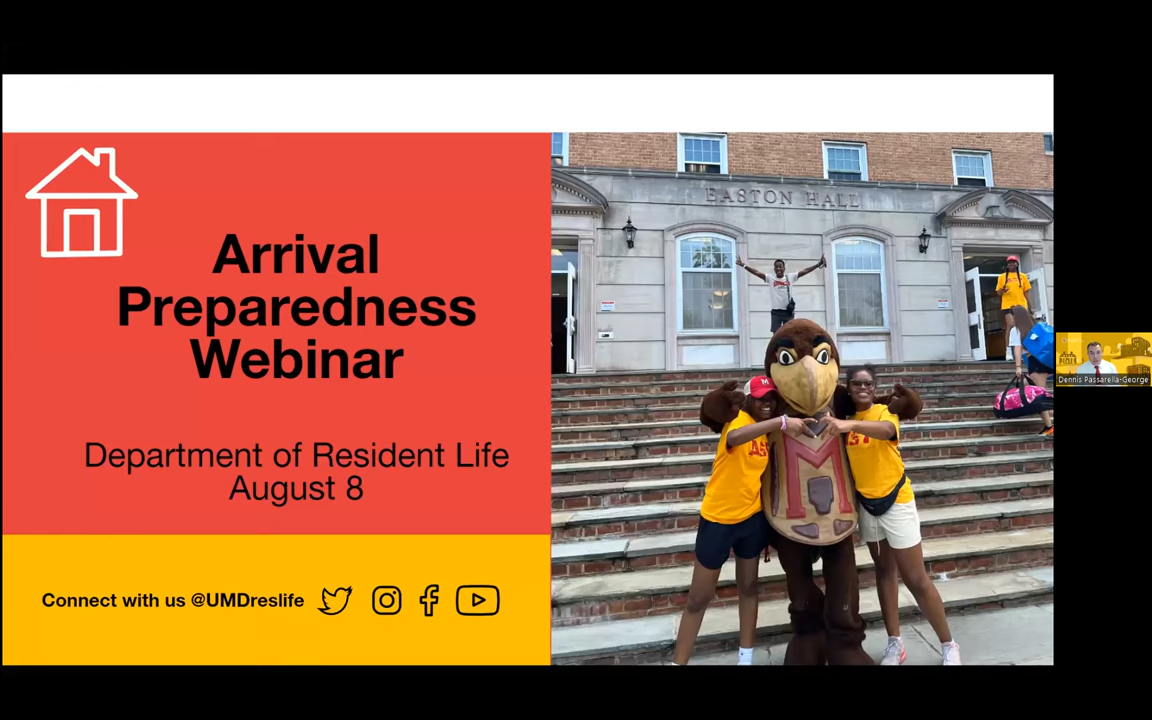 Arrival
Preparedness
Webinar
Department of Resident Life
August 8
Connect with us @UMDreslife
EASTON HALL
M
M
Dennis Passarella-George